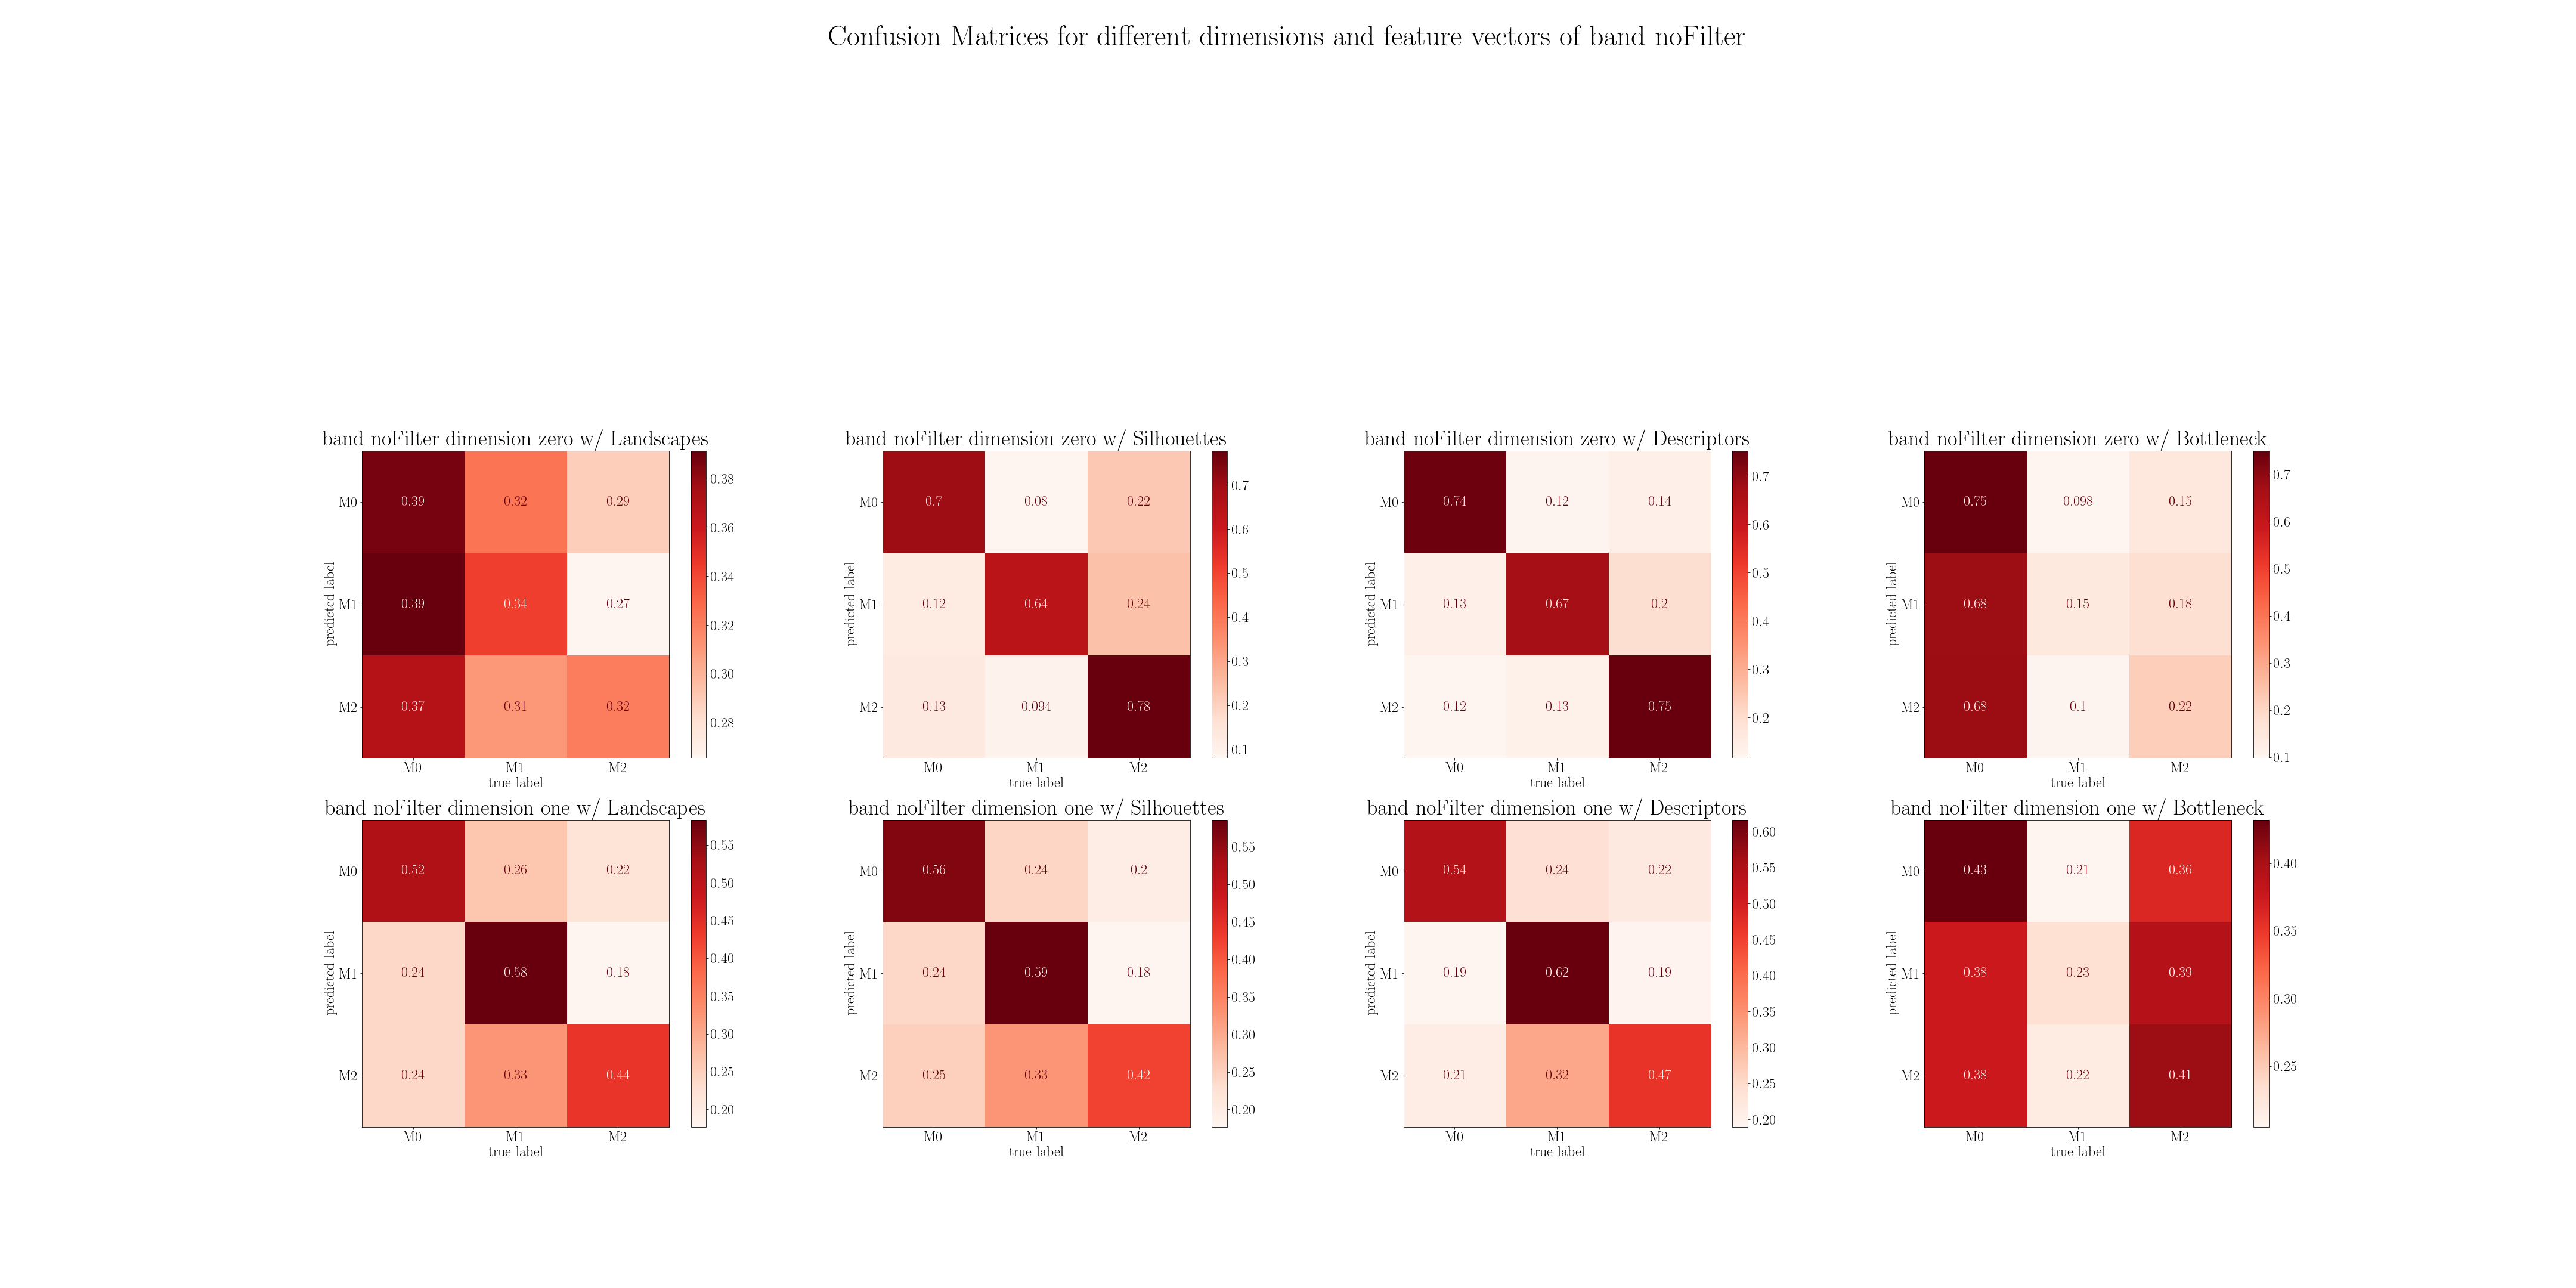 Confusion Matrices for different dimensions and feature vectors of band noFilter
band noFilter dimension zero w/ Landscapes
predicted label
M0 0.39 0.32 0.29
M1 0.39 0.34 0.27
M2 0.37 0.31 0.32
M0 M1 M2
true label
0.38
0.36
0.34
0.32
0.30
0.28
band noFilter dimension zero w/ Silhouettes
predicted label
M0 0.7 0.08 0.22
M1 0.12 0.64 0.24
M2 0.13 0.094 0.78
M0 M1 M2
true label
0.7
0.6
0.5
0.4
0.3
0.2
0.1
band noFilter dimension zero w/ Descriptors
predicted label
M0 0.74 0.12 0.14
M1 0.13 0.67 0.2
M2 0.12 0.13 0.75
M0 M1 M2
true label
0.7
0.6
0.5
0.4
0.3
0.2
band noFilter dimension zero w/ Bottleneck
predicted label
M0 0.75 0.098 0.15
M1 0.68 0.15 0.18
M2 0.68 0.1 0.22
M0 M1 M2
true label
0.7
0.6
0.5
0.4
0.3
0.2
0.1
band noFilter dimension one w/ Landscapes
predicted label
M0 0.52 0.26 0.22
M1 0.24 0.58 0.18
M2 0.24 0.33 0.44
M0 M1 M2
true label
0.55
0.50
0.45
0.40
0.35
0.30
0.25
0.20
band noFilter dimension one w/ Silhouettes
predicted label
M0 0.56 0.24 0.2
M1 0.24 0.59 0.18
M2 0.25 0.33 0.42
M0 M1 M2
true label
0.55
0.50
0.45
0.40
0.35
0.30
0.25
0.20
band noFilter dimension one w/ Descriptors
predicted label
M0 0.54 0.24 0.22
M1 0.19 0.62 0.19
M2 0.21 0.32 0.47
M0 M1 M2
true label
0.60
0.55
0.50
0.45
0.40
0.35
0.30
0.25
0.20
band noFilter dimension one w/ Bottleneck
predicted label
M0 0.43 0.21 0.36
M1 0.38 0.23 0.39
M2 0.38 0.22 0.41
M0 M1 M2
true label
0.40
0.35
0.30
0.25